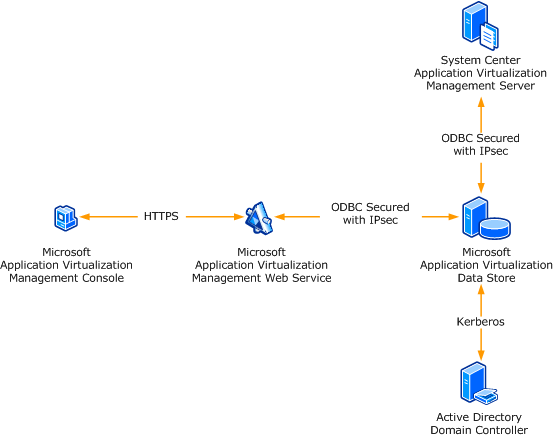 System Center
Application Virtualization
Management Server
ODBC Secured
with IPsec
HTTPS
ODBC Secured
with IPsec
Microsoft
Application Virtualization
Management Console
Microsoft
Application Virtualization
Management Web Service
Microsoft
Application Virtualization
Data Store
Kerberos
Active Directory
Domain Controller